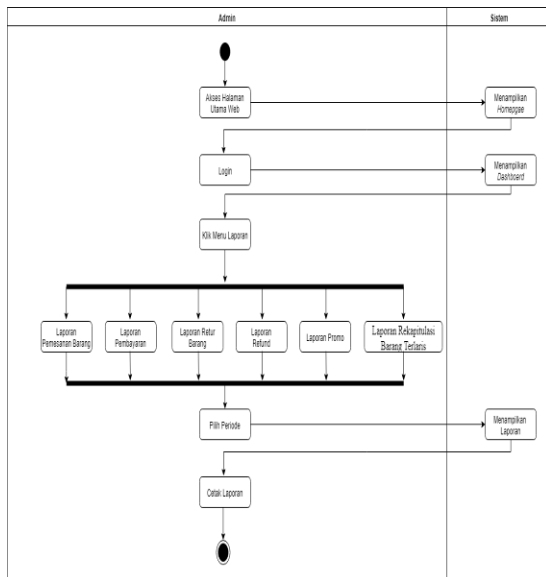 Admin
Sistem
Akses Halaman
Utama Web
Menampilkan
Homepgae
Login
Menampilkan
Dashboard
Klik Menu Laporan
Laporan
Pemesanan Barang
Laporan
Pembayaran
Laporan Retur
Barang
Laporan
Refund
Laporan Promo
Laporan Rekapitulasi
Barang Terlaris
Pilih Periode
Menampilkan
Laporan
Cetak Laporan